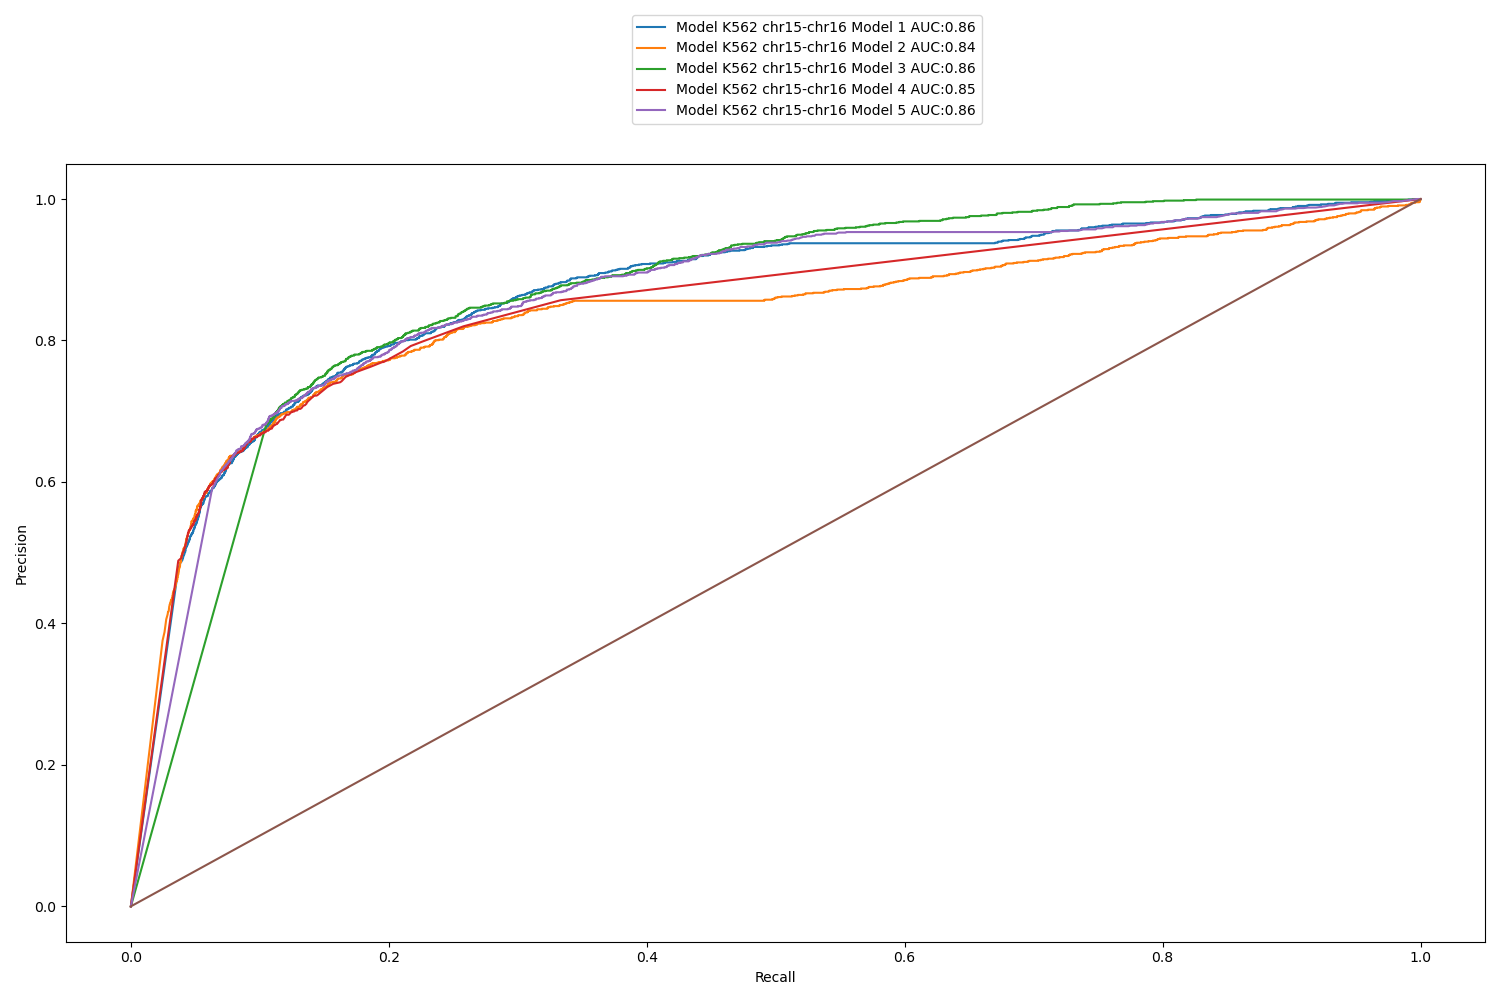 Model K562 chr15-chr16 Model 1 AUC:0.86
Model K562 chr15-chr16 Model 2 AUC:0.84
Model K562 chr15-chr16 Model 3 AUC:0.86
Model K562 chr15-chr16 Model 4 AUC:0.85
Model K562 chr15-chr16 Model 5 AUC:0.86
1.0
0.8
0.6
0.4
0.2
0.0
Precision
0.0 0.2 0.4 0.6 0.8 1.0
Recall